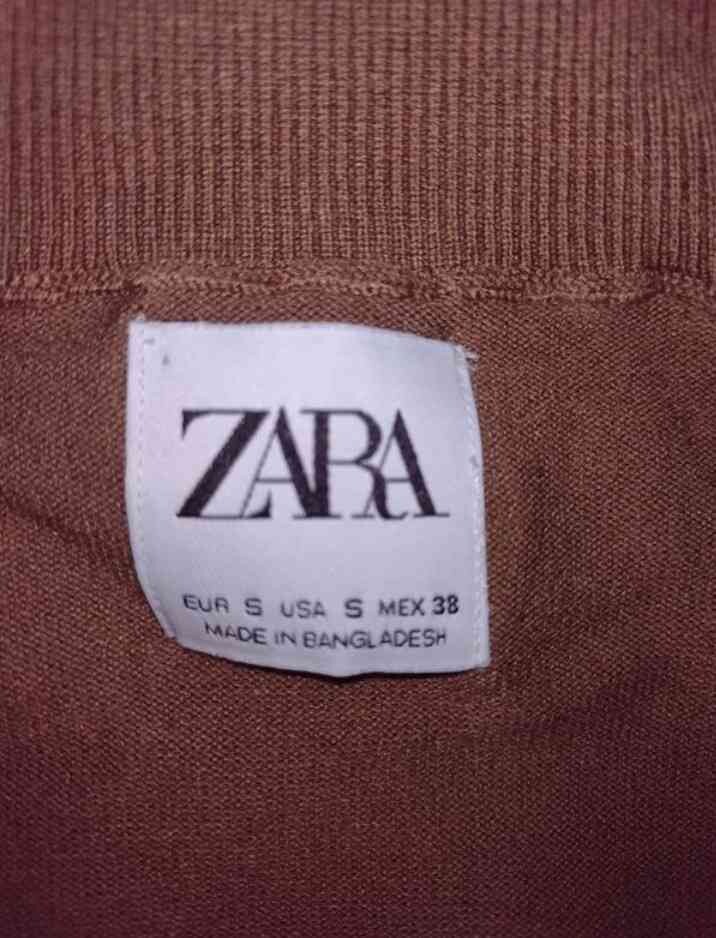 ZARA
EUR S USA S MEX 38
MADE IN BANGLADESH